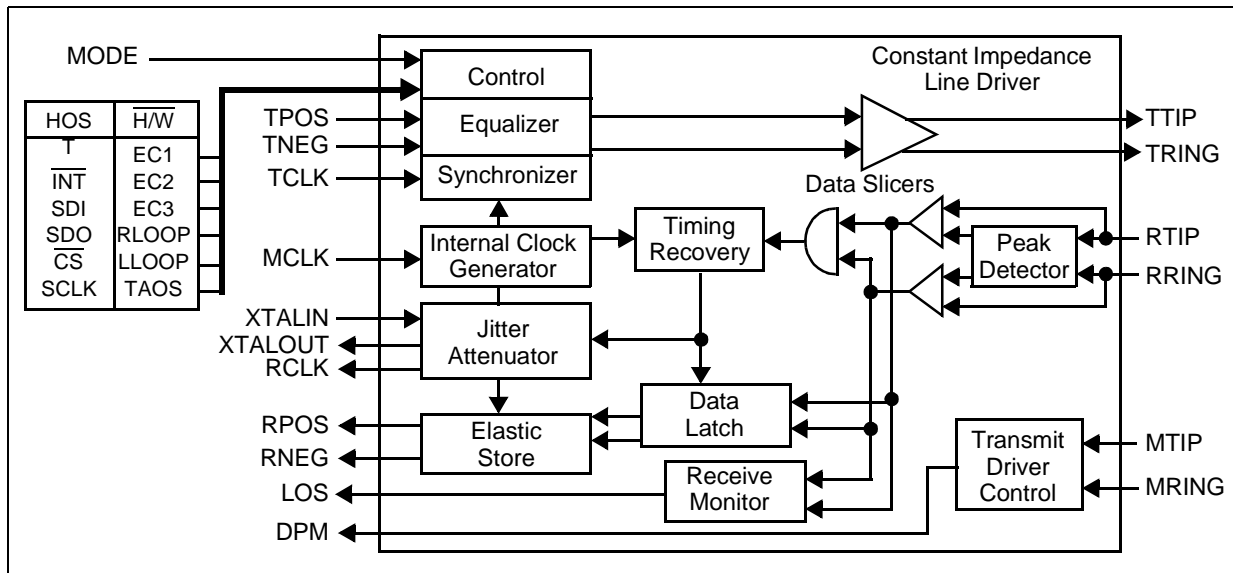 MODE
HOS H/W
T
EC1
INT EC2
SDI EC3
SDO RLOOP
CS LLOOP
SCLK TAOS
TPOS
TNEG
TCLK
MCLK
XTALIN
XTALOUT
RCLK
RPOS
RNEG
LOS
DPM
Control
Equalizer
Synchronizer
Internal Clock
Generator
Jitter
Attenuator
Elastic
Store
Timing
Recovery
Data
Latch
Receive
Monitor
Constant Impedance
Line Driver
Data Slicers
Peak
Detector
Transmit
Driver
Control
TTIP
TRING
RTIP
RRING
MTIP
MRING